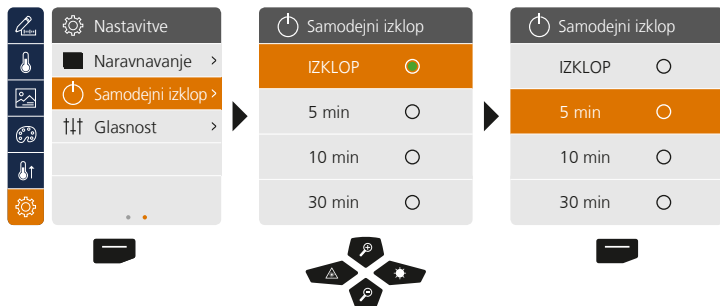 Nastavitve
Naravnavanje
Samodejni izklop
Glasnost
Samodejni izklop
IZKLOP
5 min
10 min
30 min
Samodejni izklop
IZKLOP
5 min
10 min
30 min